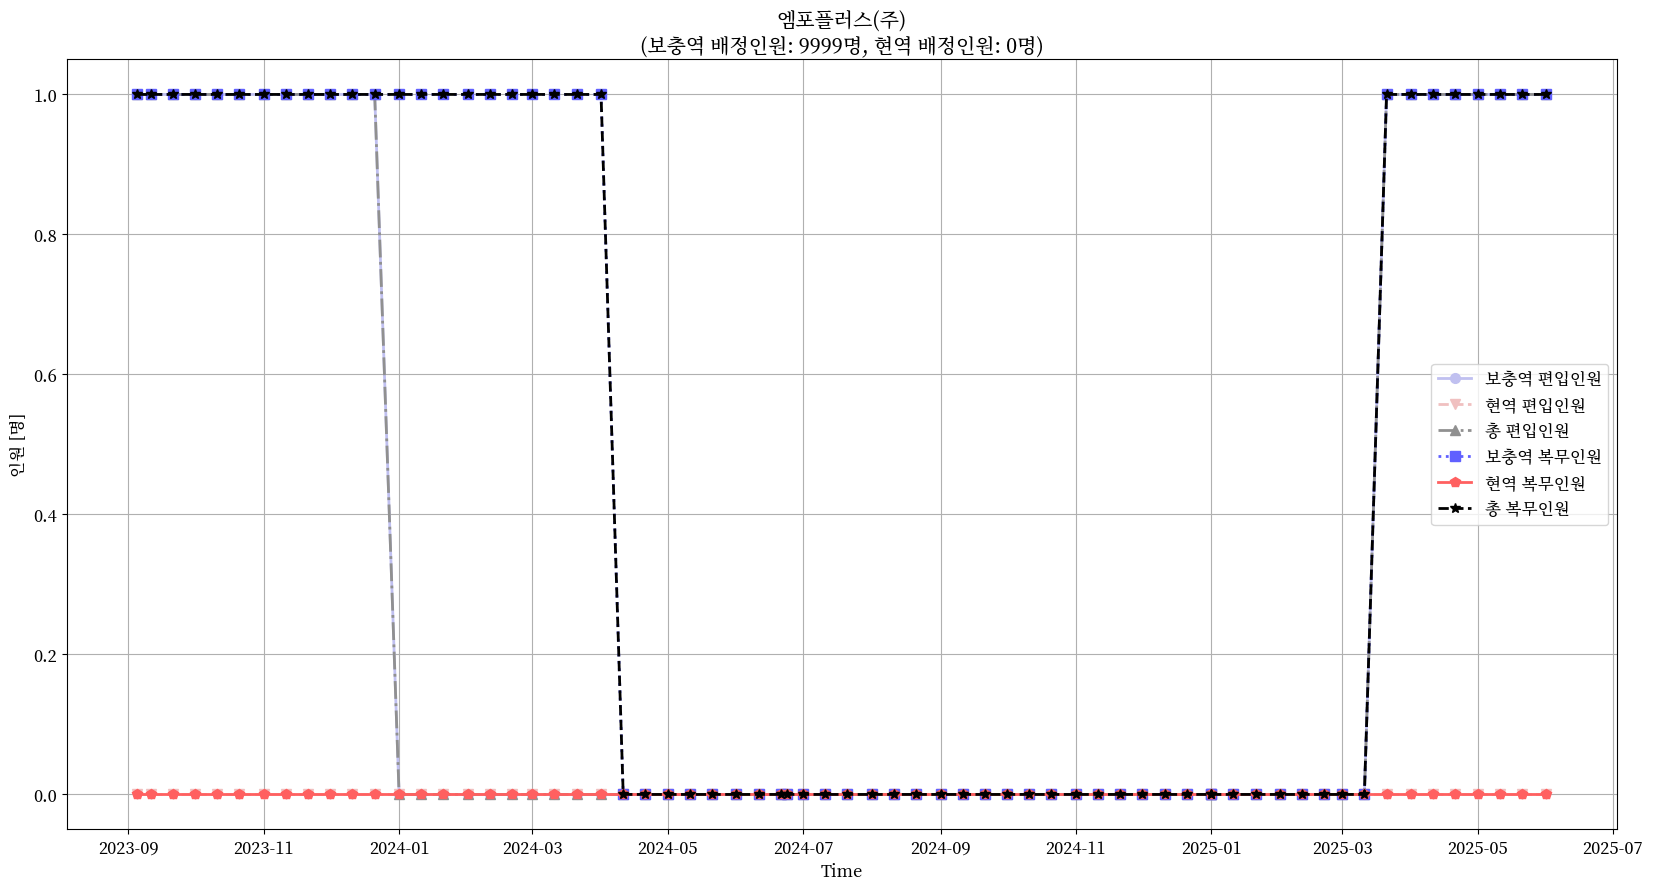 엠포플러스(주)
(보충역 배정인원: 9999명, 현역 배정인원: 0명)
인원 [명]
1.0
0.8
0.6
0.4
0.2
0.0
보충역 편입인원
현역 편입인원
총 편입인원
보충역 복무인원
현역 복무인원
총 복무인원
2023-09 2023-11 2024-01 2024-03 2024-05 2024-07 2024-09 2024-11 2025-01 2025-03 2025-05 2025-07
Time